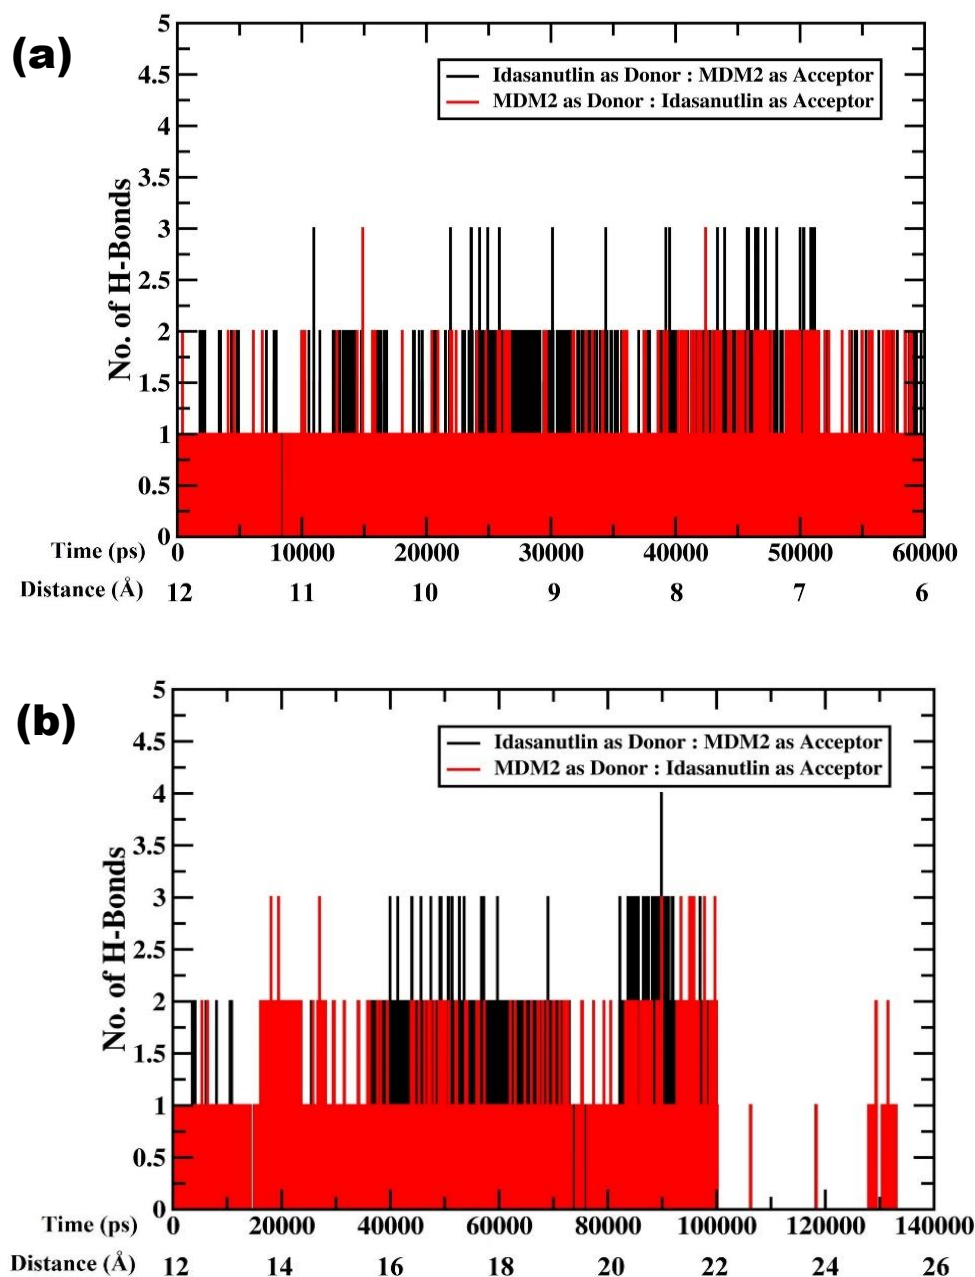 (a)
5
4.5
4
3.5
3
2.5
2
1.5
1
0.5
0
No. of H-Bonds
Idasanutlin as Donor : MDM2 as Acceptor
MDM2 as Donor : Idasanutlin as Acceptor
Time (ps) 0 10000 20000 30000 40000 50000 60000
Distance (Å) 12 11 10 9 8 7 6
(b)
5
4.5
4
3.5
3
2.5
2
1.5
1
0.5
0
No. of H-Bonds
Idasanutlin as Donor : MDM2 as Acceptor
MDM2 as Donor : Idasanutlin as Acceptor
Time (ps) 0 20000 40000 60000 80000 100000 120000 140000
Distance (Å) 12 14 16 18 20 22 24 26